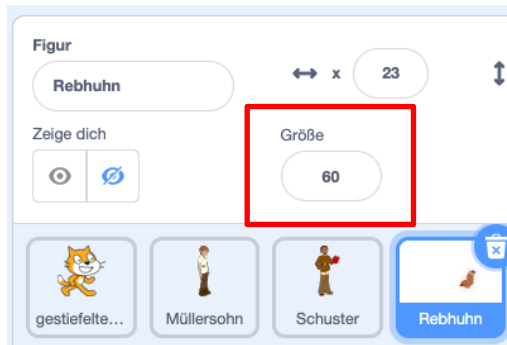 Figur
Rebhuhn
x 23
Zeige dich
Größe
60
gestiefelte...
Müllersohn
Schuster
Rebhuhn